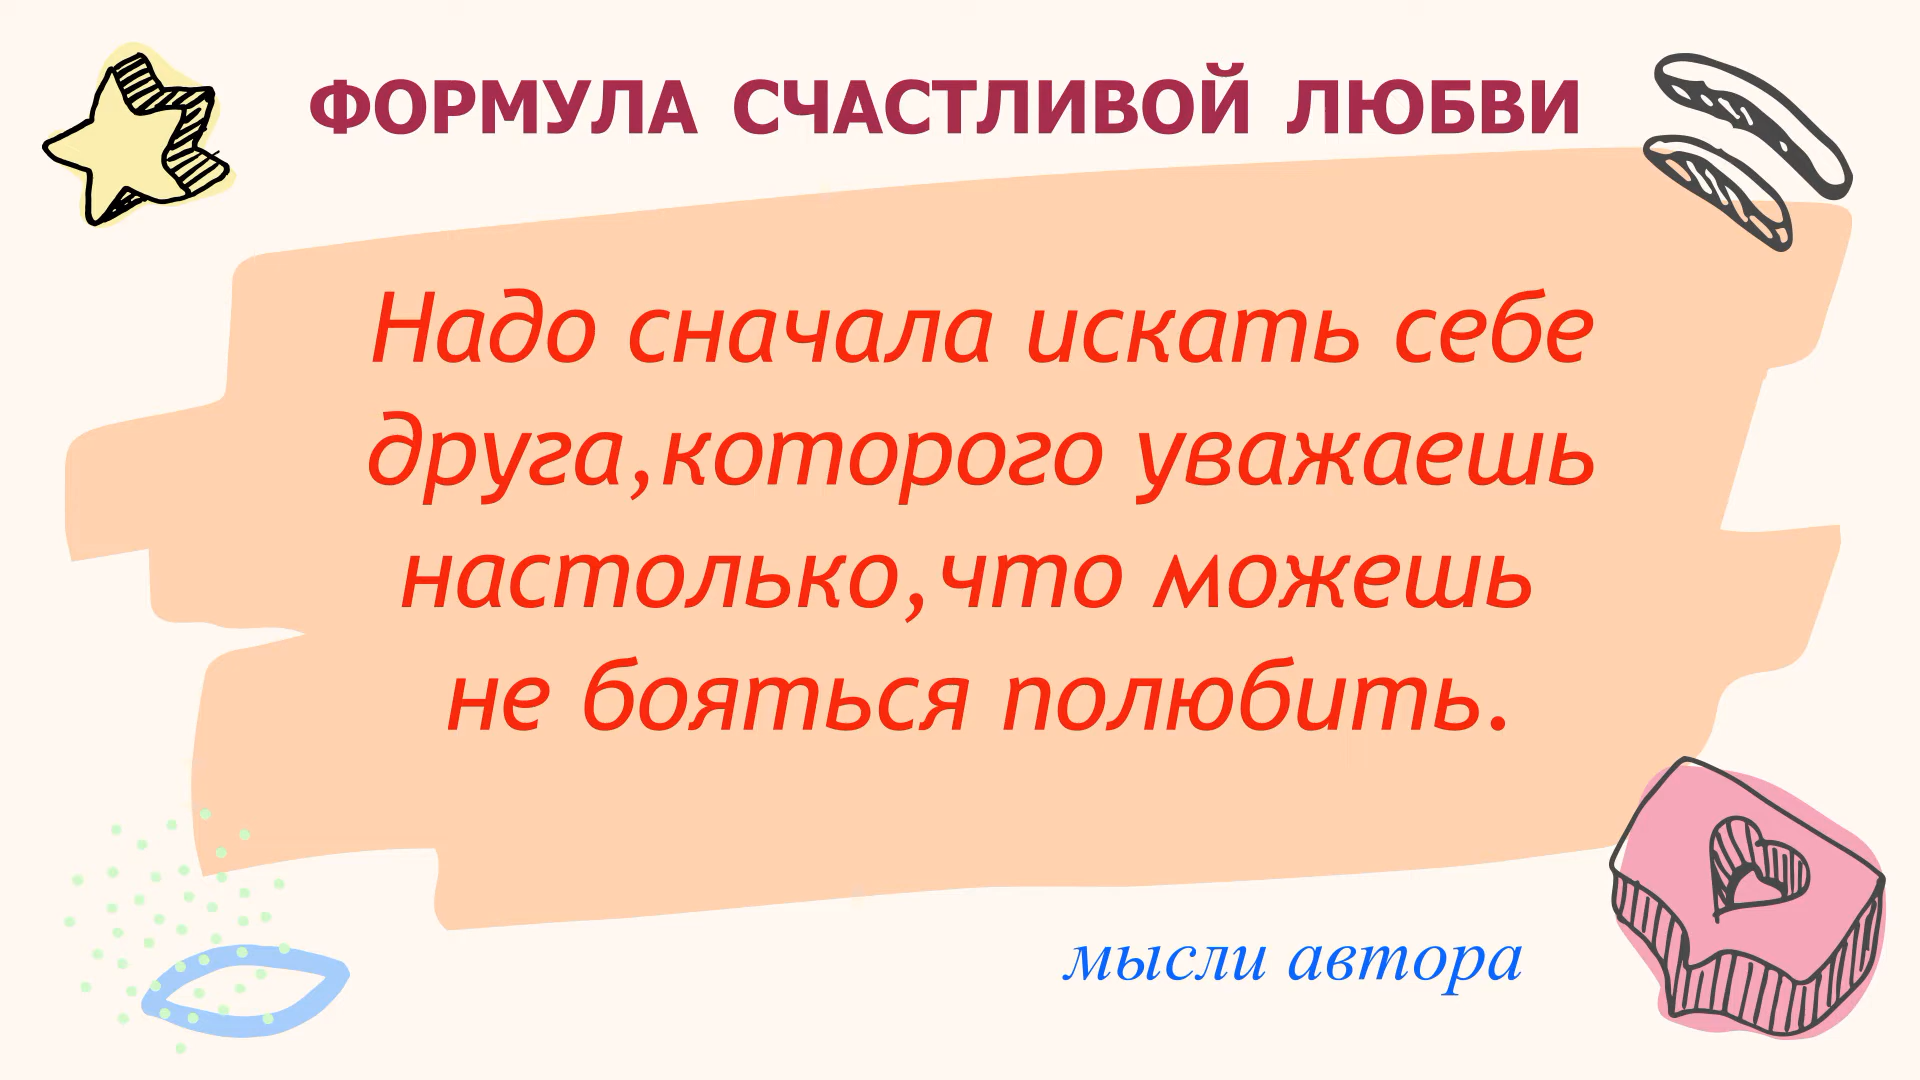 ФОРМУЛА СЧАСТЛИВОЙ ЛЮБВИ
Надо сначала искать себе
друга,которого уважаешь
настолько,что можешь
не бояться полюбить.
мысли автора